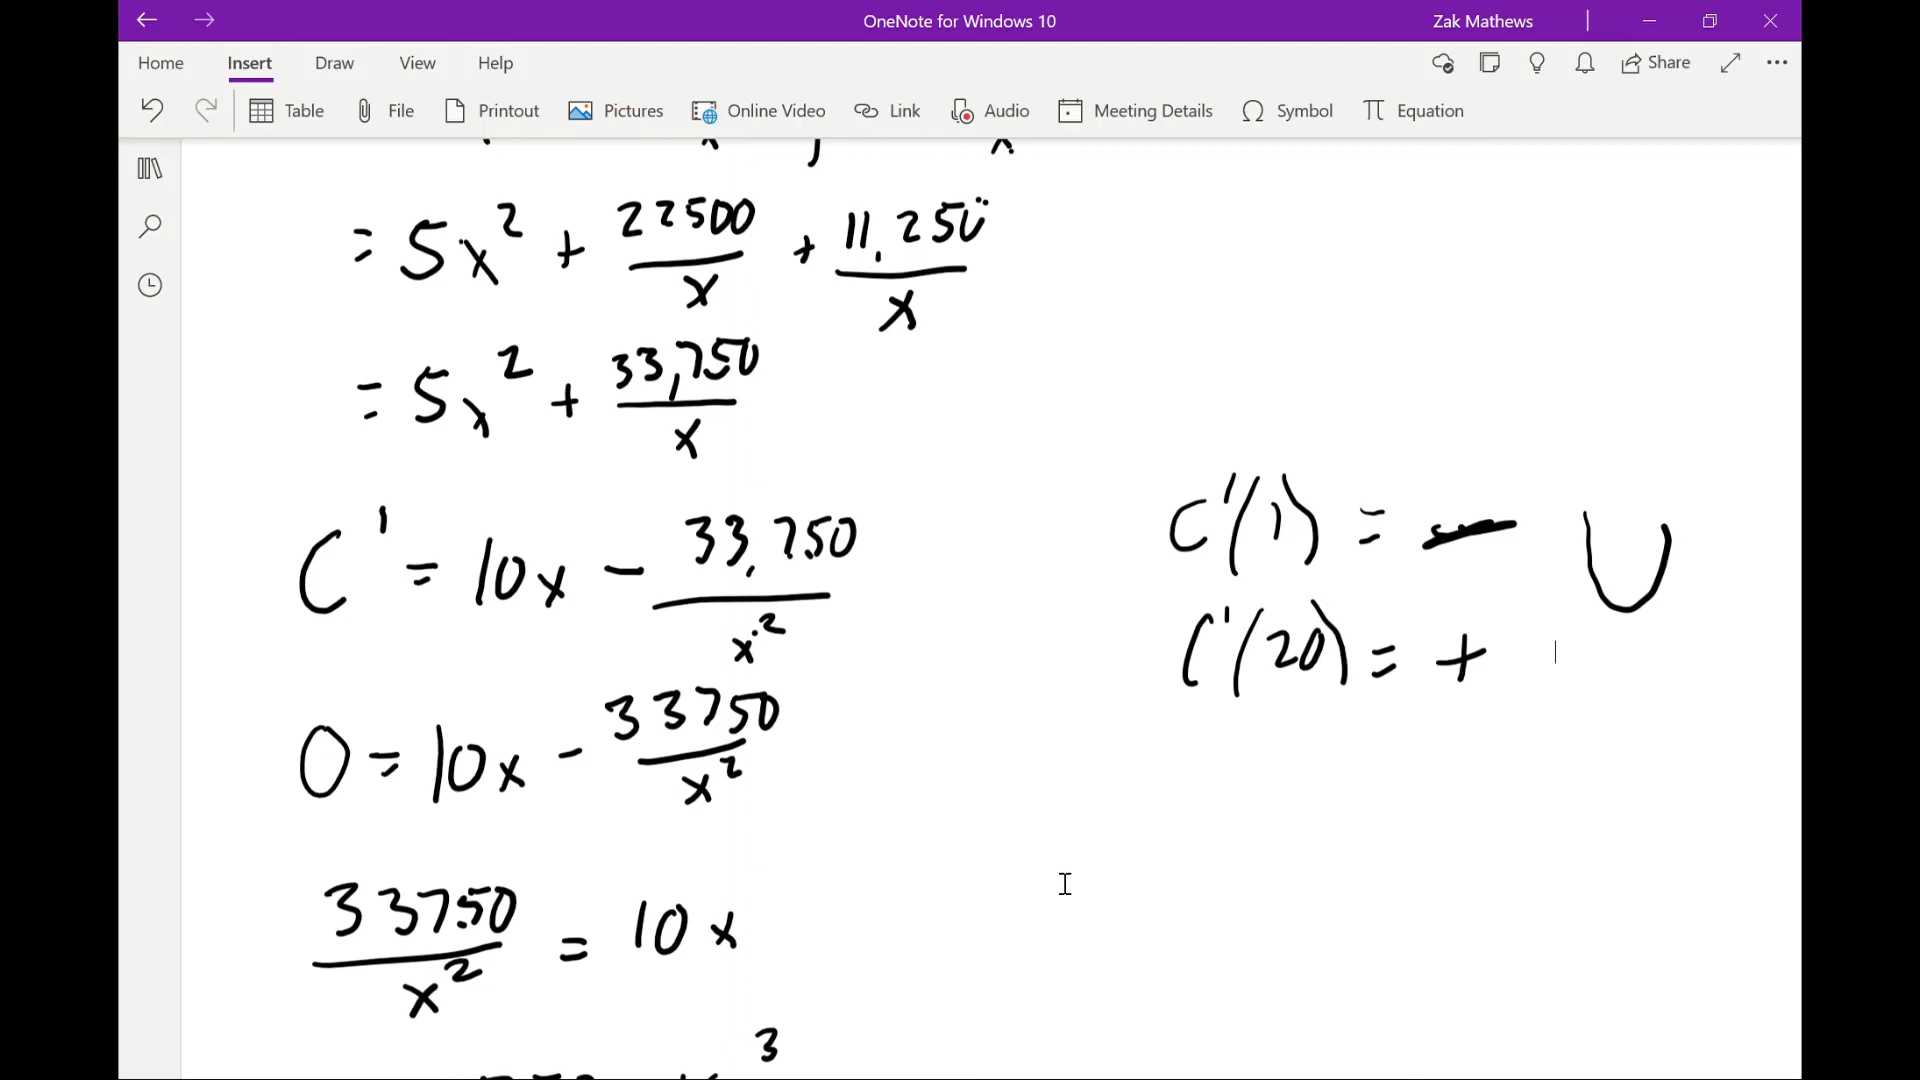 OneNote for Windows 10
Zak Mathews
Home Insert Draw View Help
Share
Table File Printout Pictures Online Video Link Audio Meeting Details Symbol Equation
= 5x² + 22500/x + 11,250/x
= 5x² + 33,750/x
C' = 10x - 33,750/x²
C'(1) = -
C'(20) = +
0 = 10x - 33750/x²
33750/x² = 10x
3